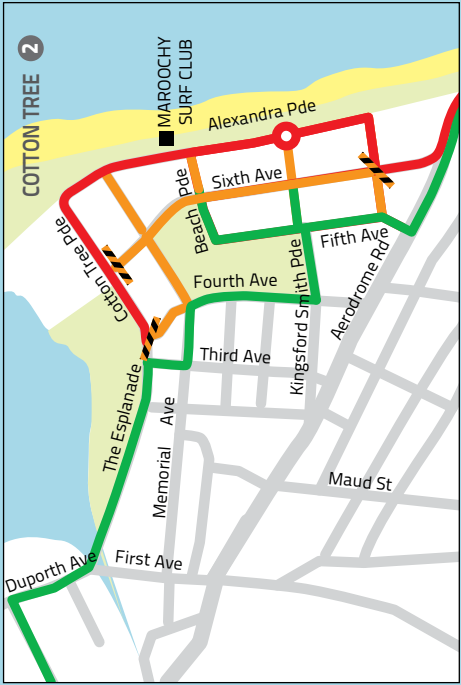 COTTON TREE 2
MAROOCHY
SURF CLUB
Alexandra Pde
Sixth Ave
Beach Pde
Cotton Tree Pde
Fifth Ave
Fourth Ave
Kingsford Smith Pde
Aerodrome Rd
Third Ave
The Esplanade
Memorial Ave
Maud St
First Ave
Duporth Ave